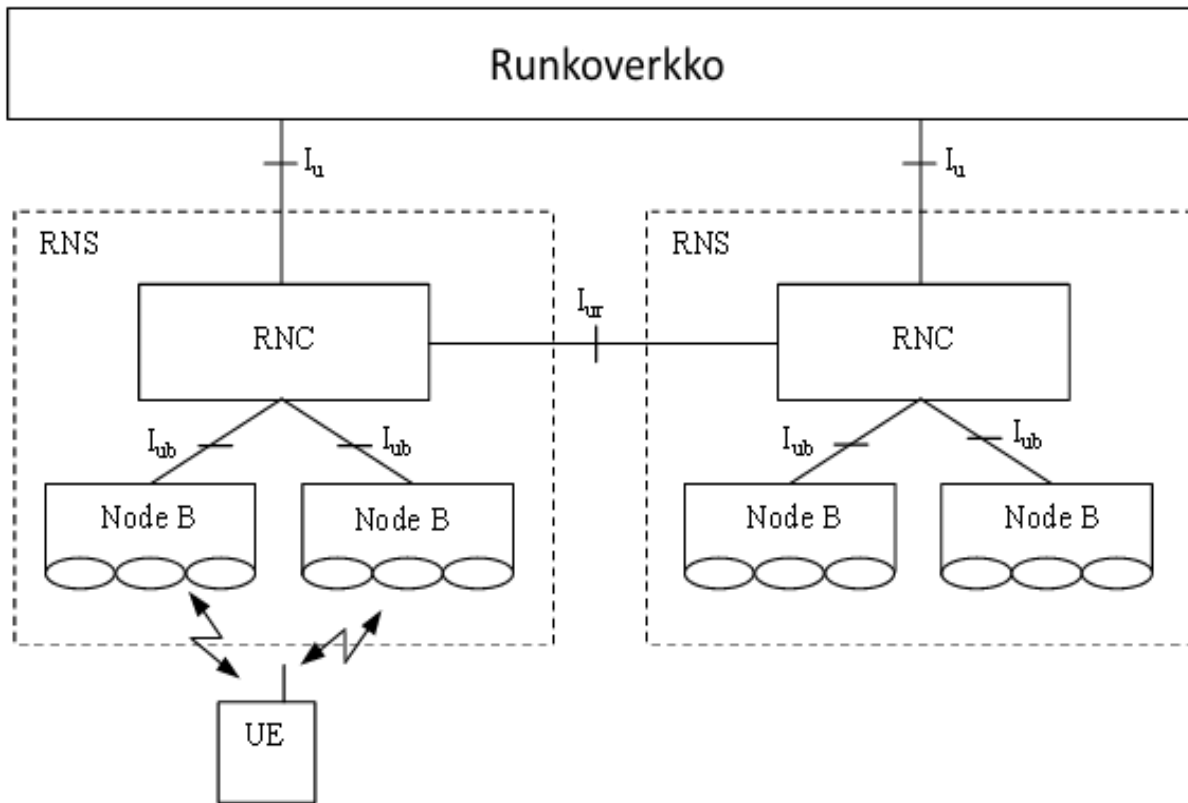 Runkoverkko
Iu
Iu
RNS
RNS
Iur
RNC
RNC
Iub
Iub
Iub
Iub
Node B
Node B
Node B
Node B
UE